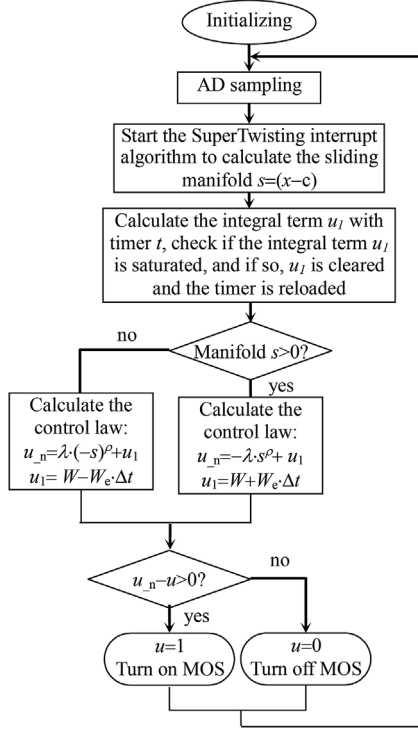 Initializing
AD sampling
Start the SuperTwisting interrupt
algorithm to calculate the sliding
manifold s=(x−c)
Calculate the integral term u₁ with
timer t, check if the integral term u₁
is saturated, and if so, u₁ is cleared
and the timer is reloaded
no
Manifold s>0?
yes
Calculate the
control law:
u_n=λ·(−s)ᵖ+u₁
u₁= W−Wₑ·Δt
Calculate the
control law:
u_n=−λ·sᵖ+ u₁
u₁=W+Wₑ·Δt
no
u_n−u>0?
yes
u=1
Turn on MOS
u=0
Turn off MOS